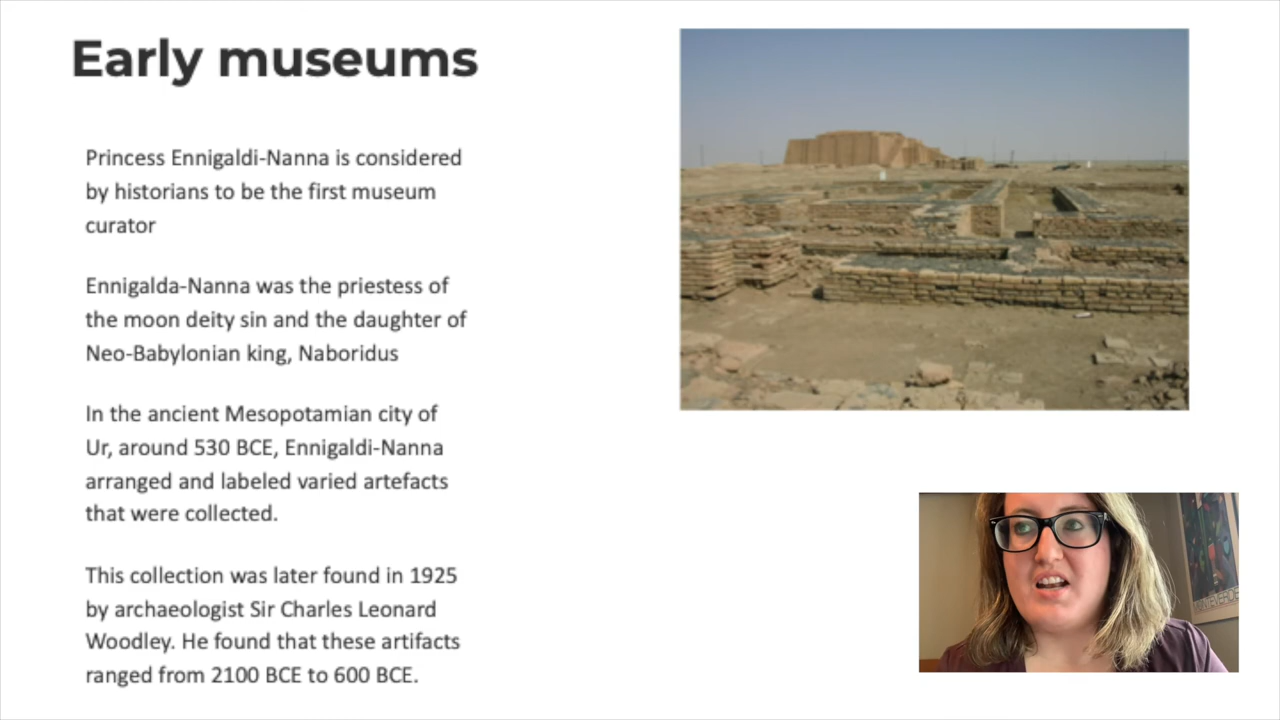 Early museums
Princess Ennigaldi-Nanna is considered
by historians to be the first museum
curator
Ennigalda-Nanna was the priestess of
the moon deity sin and the daughter of
Neo-Babylonian king, Naboridus
In the ancient Mesopotamian city of
Ur, around 530 BCE, Ennigaldi-Nanna
arranged and labeled varied artefacts
that were collected.
This collection was later found in 1925
by archaeologist Sir Charles Leonard
Woodley. He found that these artifacts
ranged from 2100 BCE to 600 BCE.